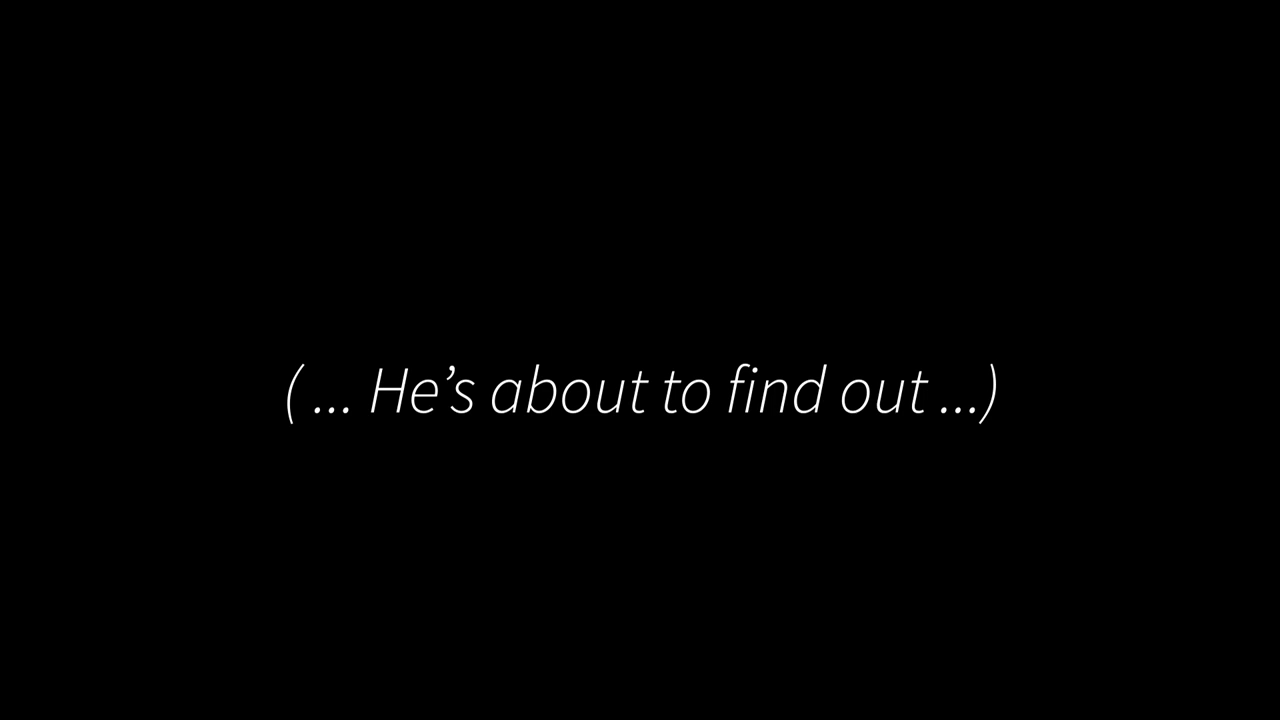 ( ... He’s about to find out ...)